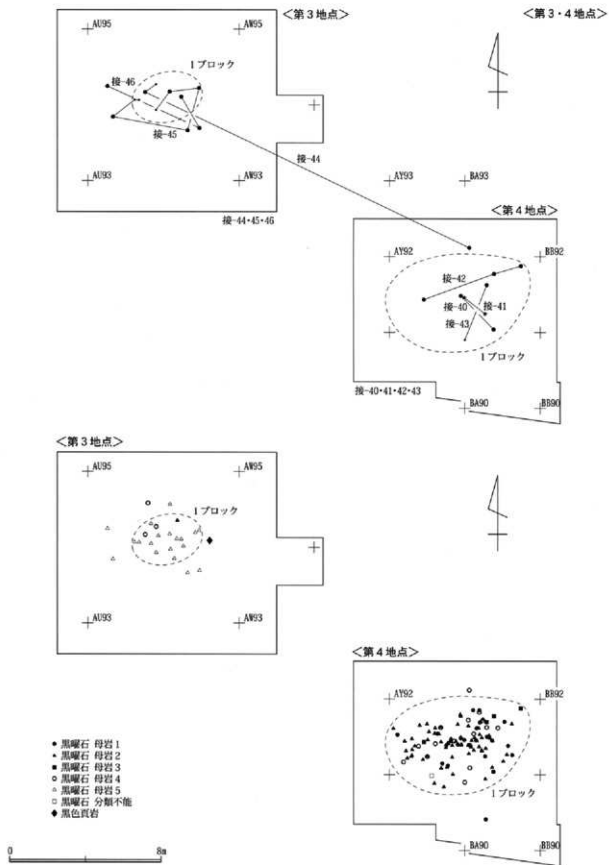 <第3地点>
<第3・4地点>
AU95
AW95
1ブロック
接-46
接-45
接-44
AU93
AW93
AY93
BA93
接-44・45・46
<第4地点>
AY92
BB92
接-42
接-40
接-41
接-43
1ブロック
接-40・41・42・43
BA90
BB90
<第3地点>
AU95
AW95
1ブロック
AU93
AW93
<第4地点>
AY92
BB92
1ブロック
BA90
BB90
黒曜石 母岩1
黒曜石 母岩2
黒曜石 母岩3
黒曜石 母岩4
黒曜石 母岩5
黒曜石 分類不能
黒色頁岩
0
8m